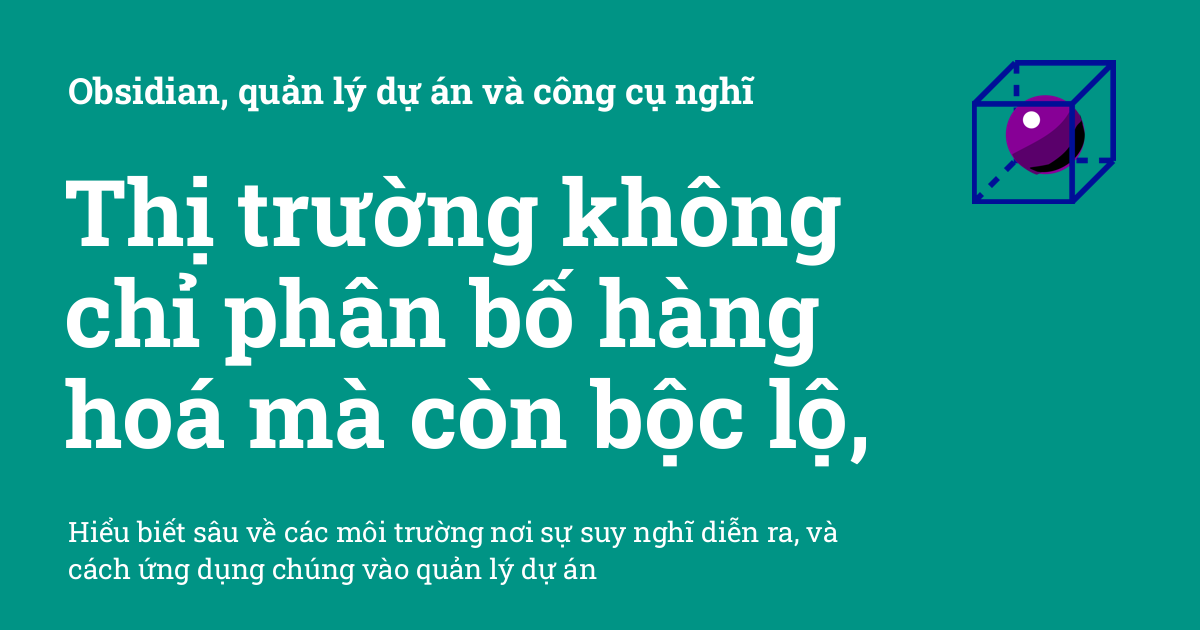 Obsidian, quản lý dự án và công cụ nghĩ
Thị trường không
chỉ phân bố hàng
hoá mà còn bộc lộ,
Hiểu biết sâu về các môi trường nơi sự suy nghĩ diễn ra, và
cách ứng dụng chúng vào quản lý dự án